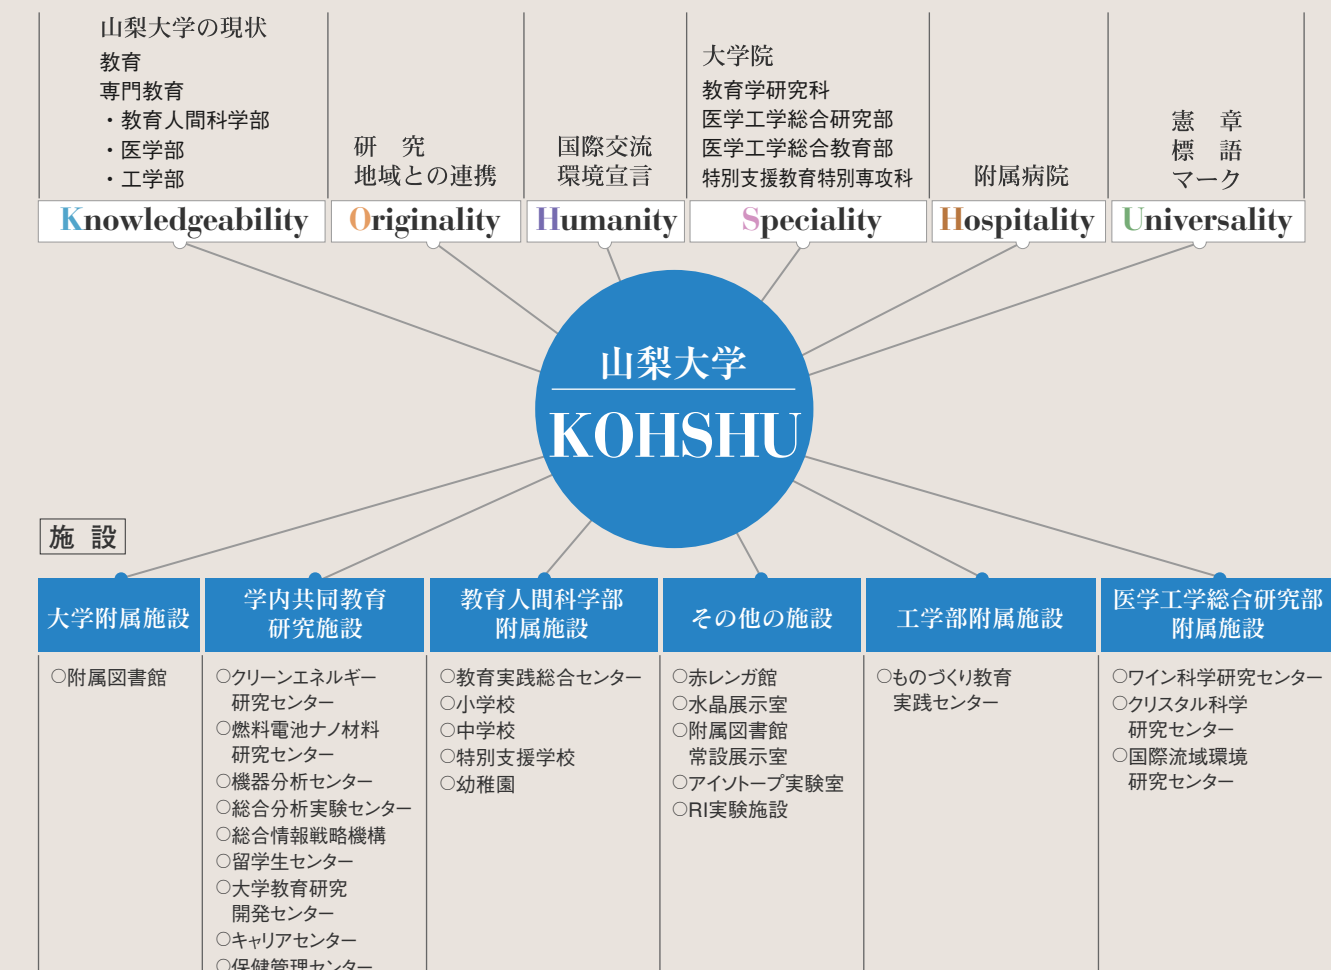 山梨大学の現状
教育
専門教育
・教育人間科学部
・医学部
・工学部
Knowledgeability
研　究
地域との連携
Originality
国際交流
環境宣言
Humanity
大学院
教育学研究科
医学工学総合研究部
医学工学総合教育部
特別支援教育特別専攻科
Speciality
附属病院
Hospitality
憲　章
標　語
マーク
Universality
山梨大学
KOHSHU
施　設
大学附属施設
○附属図書館
学内共同教育
研究施設
○クリーンエネルギー
研究センター
○燃料電池ナノ材料
研究センター
○機器分析センター
○総合分析実験センター
○総合情報戦略機構
○留学生センター
○大学教育研究
開発センター
○キャリアセンター
○保健管理センター
教育人間科学部
附属施設
○教育実践総合センター
○小学校
○中学校
○特別支援学校
○幼稚園
その他の施設
○赤レンガ館
○水晶展示室
○附属図書館
常設展示室
○アイソトープ実験室
○RI実験施設
工学部附属施設
○ものづくり教育
実践センター
医学工学総合研究部
附属施設
○ワイン科学研究センター
○クリスタル科学
研究センター
○国際流域環境
研究センター